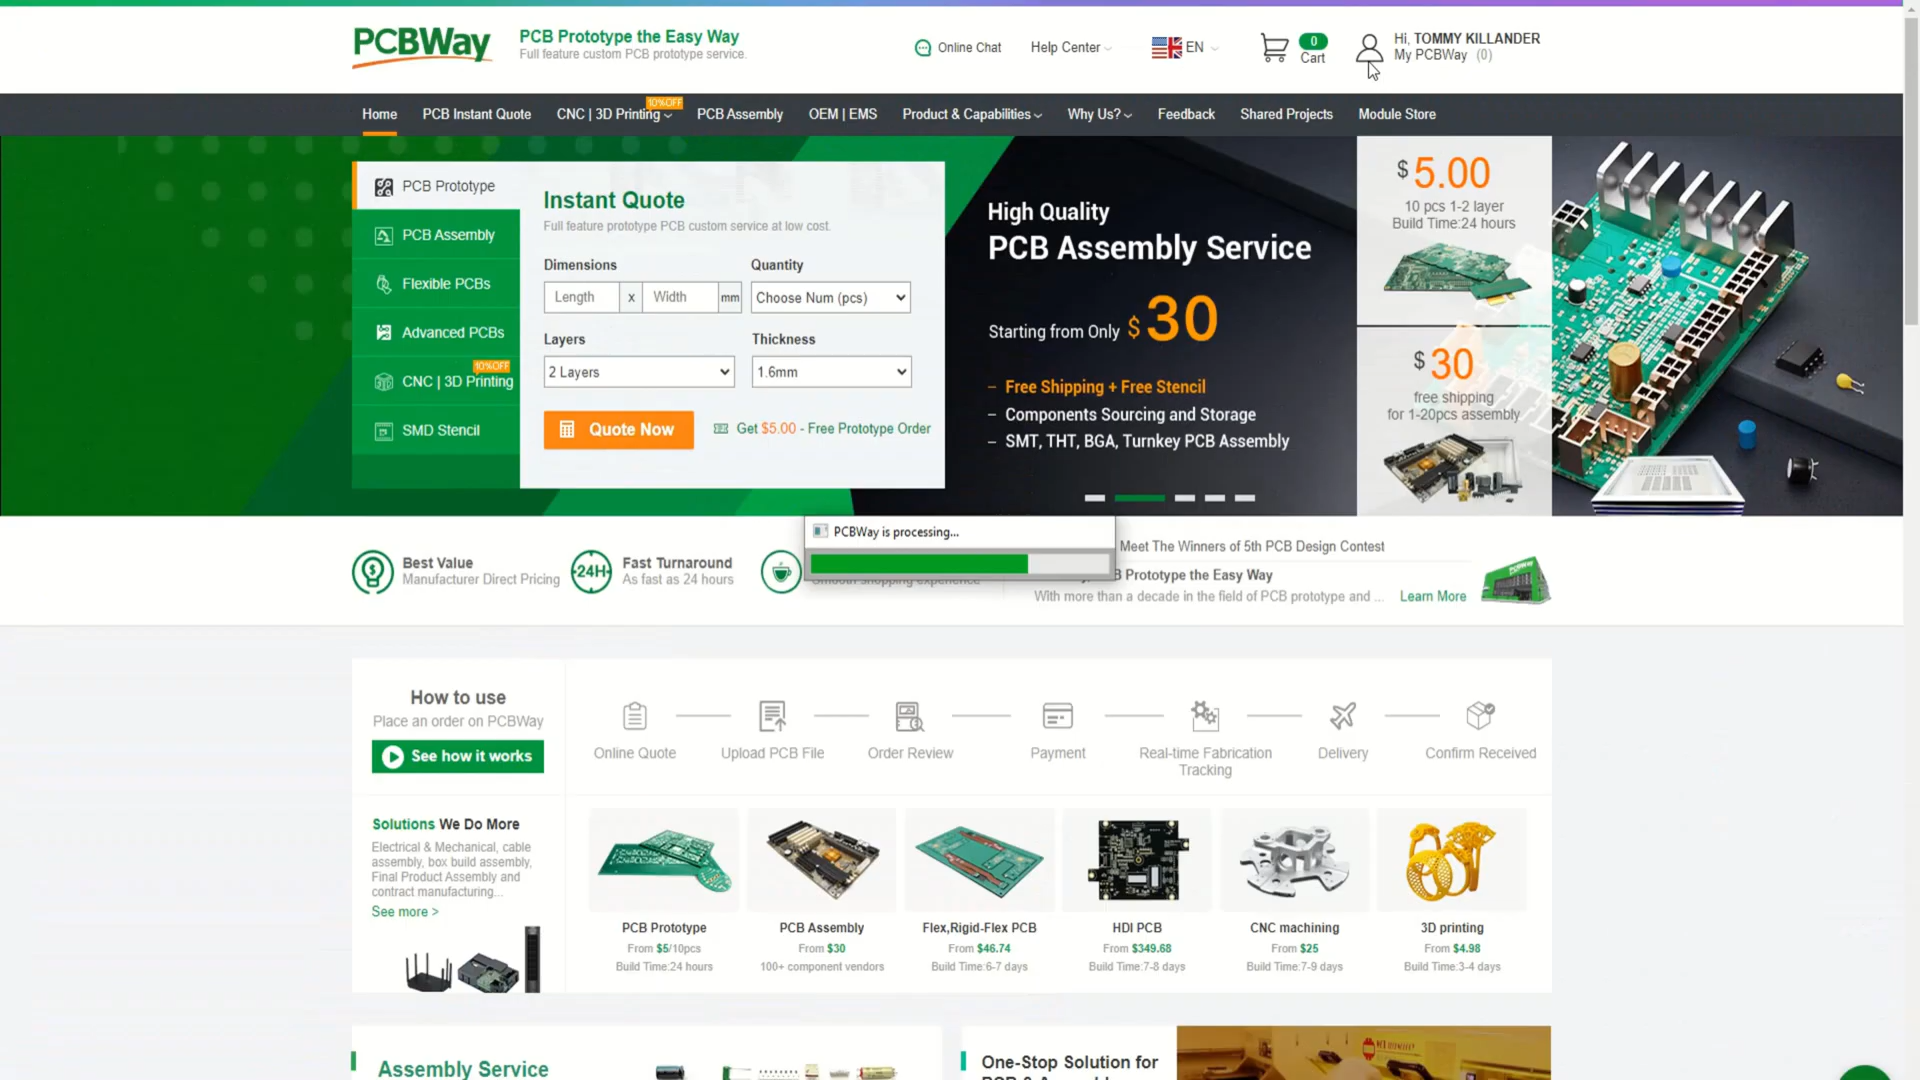 PCBWay
PCB Prototype the Easy Way
Full feature custom PCB prototype service.
Online Chat
Help Center
EN
0
Cart
Hi, TOMMY KILLANDER
My PCBWay (0)
Home
PCB Instant Quote
CNC | 3D Printing
10%OFF
PCB Assembly
OEM | EMS
Product & Capabilities
Why Us?
Feedback
Shared Projects
Module Store
PCB Prototype
PCB Assembly
Flexible PCBs
Advanced PCBs
10%OFF
CNC | 3D Printing
SMD Stencil
Instant Quote
Full feature prototype PCB custom service at low cost.
Dimensions
Quantity
Length x Width mm
Choose Num (pcs)
Layers
Thickness
2 Layers
1.6mm
Quote Now
Get $5.00 - Free Prototype Order
High Quality
PCB Assembly Service
Starting from Only $30
– Free Shipping + Free Stencil
– Components Sourcing and Storage
– SMT, THT, BGA, Turnkey PCB Assembly
$5.00
10 pcs 1-2 layer
Build Time:24 hours
$30
free shipping
for 1-20pcs assembly
PCBWay is processing...
Best Value
Manufacturer Direct Pricing
24H
Fast Turnaround
As fast as 24 hours
Smooth shopping experience
Meet The Winners of 5th PCB Design Contest
B Prototype the Easy Way
With more than a decade in the field of PCB prototype and ...
Learn More
How to use
Place an order on PCBWay
See how it works
Online Quote
Upload PCB File
Order Review
Payment
Real-time Fabrication
Tracking
Delivery
Confirm Received
Solutions We Do More
Electrical & Mechanical, cable
assembly, box build assembly,
Final Product Assembly and
contract manufacturing...
See more >
PCB Prototype
From $5/10pcs
Build Time:24 hours
PCB Assembly
From $30
100+ component vendors
Flex,Rigid-Flex PCB
From $46.74
Build Time:6-7 days
HDI PCB
From $349.68
Build Time:7-8 days
CNC machining
From $25
Build Time:7-9 days
3D printing
From $4.98
Build Time:3-4 days
Assembly Service
One-Stop Solution for